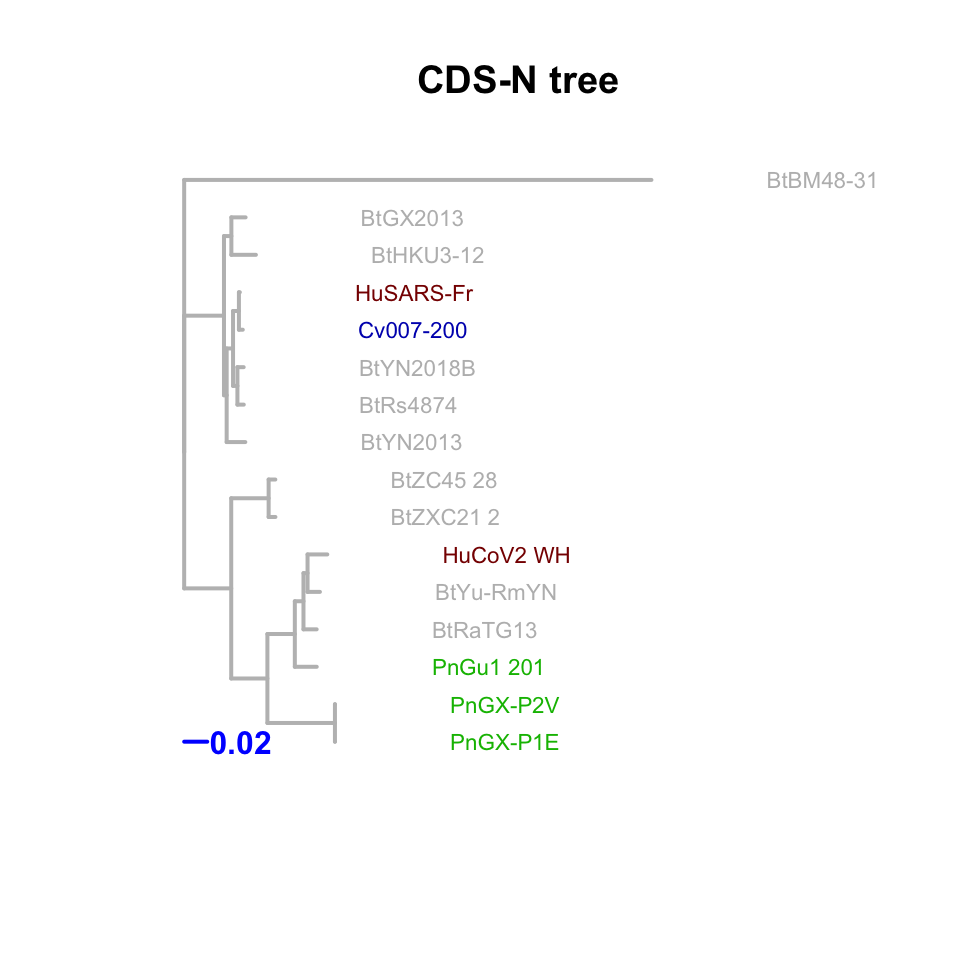 CDS-N tree
BtBM48-31
BtGX2013
BtHKU3-12
HuSARS-Fr
Cv007-200
BtYN2018B
BtRs4874
BtYN2013
BtZC45 28
BtZXC21 2
HuCoV2 WH
BtYu-RmYN
BtRaTG13
PnGu1 201
PnGX-P2V
PnGX-P1E
0.02